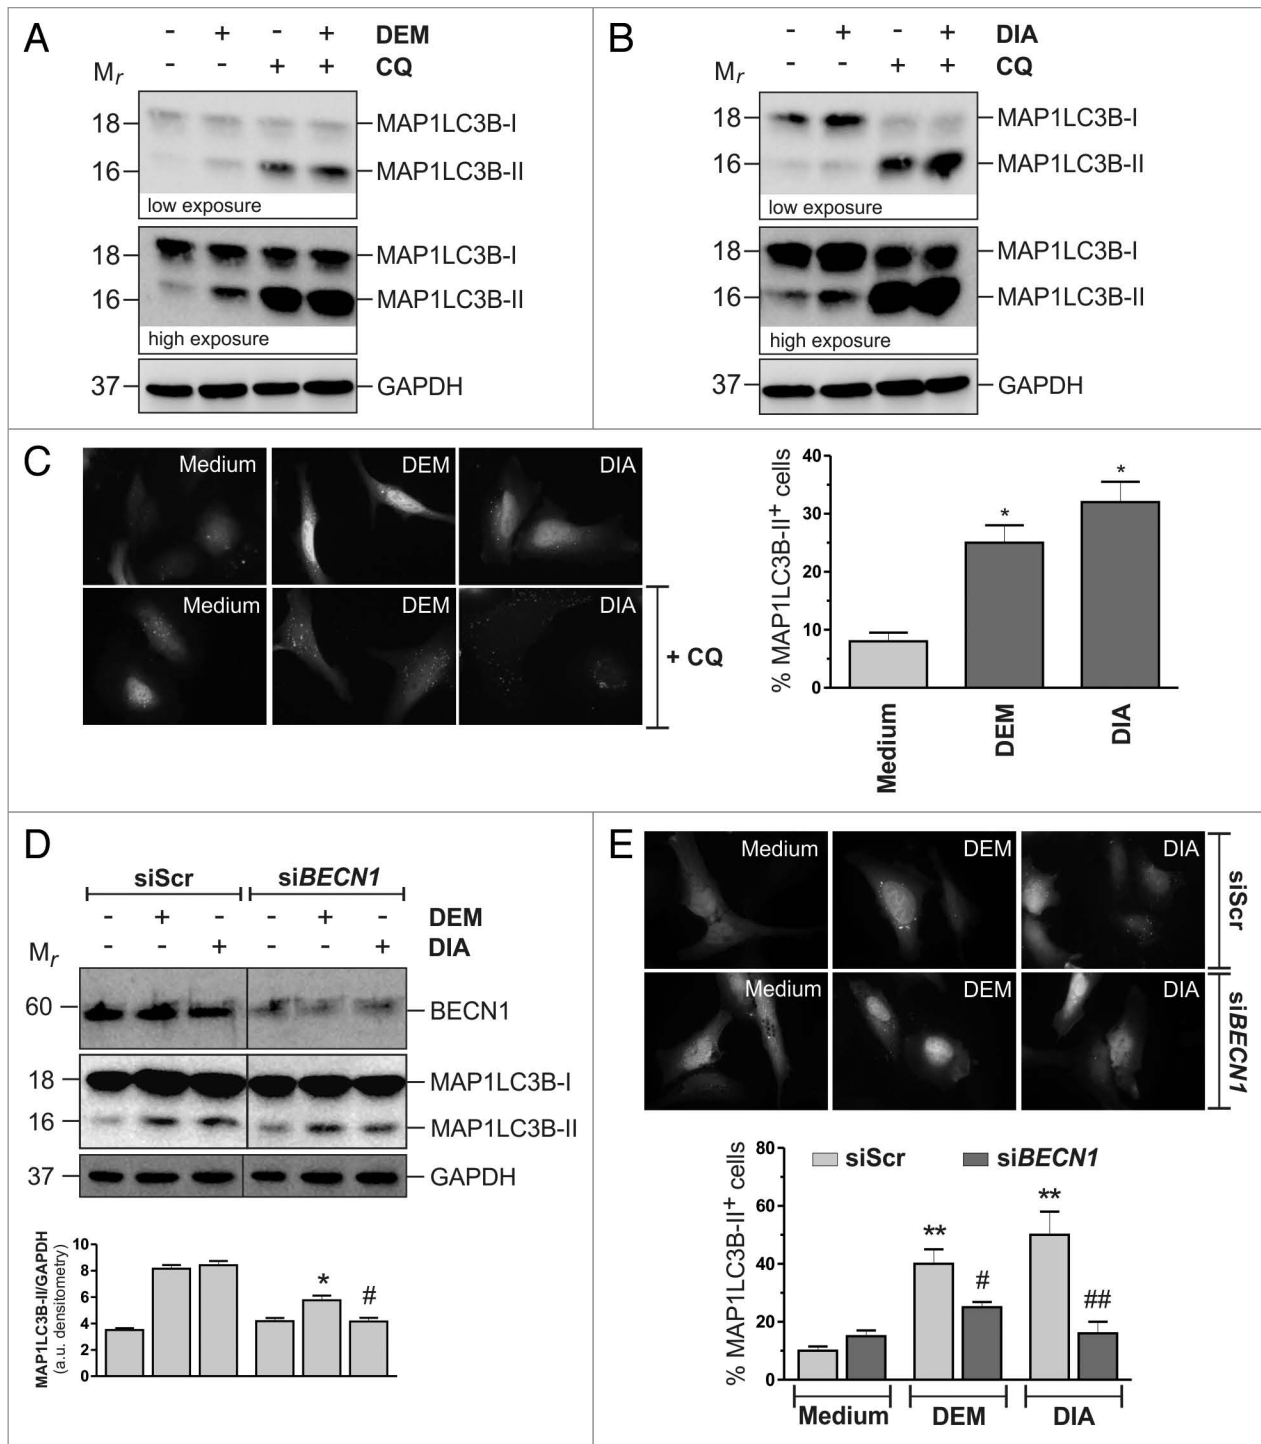 A
- + - + DEM
- - + + CQ
Mr
18 MAP1LC3B-I
16 MAP1LC3B-II
low exposure
18 MAP1LC3B-I
16 MAP1LC3B-II
high exposure
37 GAPDH
B
- + - + DIA
- - + + CQ
Mr
18 MAP1LC3B-I
16 MAP1LC3B-II
low exposure
18 MAP1LC3B-I
16 MAP1LC3B-II
high exposure
37 GAPDH
C
Medium DEM DIA
Medium DEM DIA
+ CQ
% MAP1LC3B-II+ cells
40
30
20
10
0
* *
Medium DEM DIA
D
siScr siBECN1
- + - - + - DEM
- - + - - + DIA
Mr
60 BECN1
18 MAP1LC3B-I
16 MAP1LC3B-II
37 GAPDH
MAP1LC3B-II/GAPDH
(a.u. densitometry)
10
8
6
4
2
0
* #
E
Medium DEM DIA
siScr
Medium DEM DIA
siBECN1
% MAP1LC3B-II+ cells
80
60
40
20
0
siScr siBECN1
** # ** ##
Medium DEM DIA